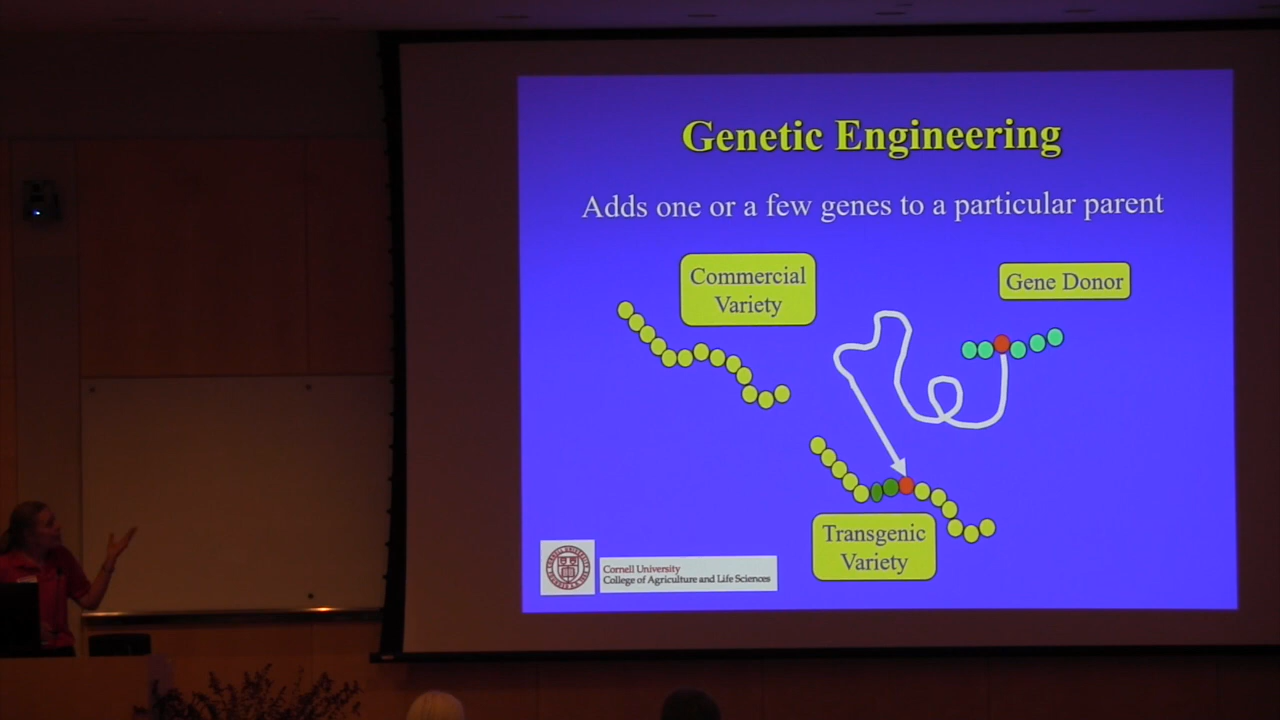 Genetic Engineering
Adds one or a few genes to a particular parent
Commercial
Variety
Gene Donor
Transgenic
Variety
Cornell University
College of Agriculture and Life Sciences